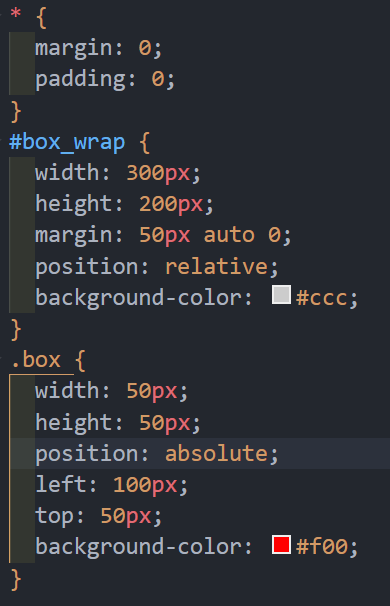 * {
margin: 0;
padding: 0;
}
#box_wrap {
width: 300px;
height: 200px;
margin: 50px auto 0;
position: relative;
background-color: #ccc;
}
.box {
width: 50px;
height: 50px;
position: absolute;
left: 100px;
top: 50px;
background-color: #f00;
}